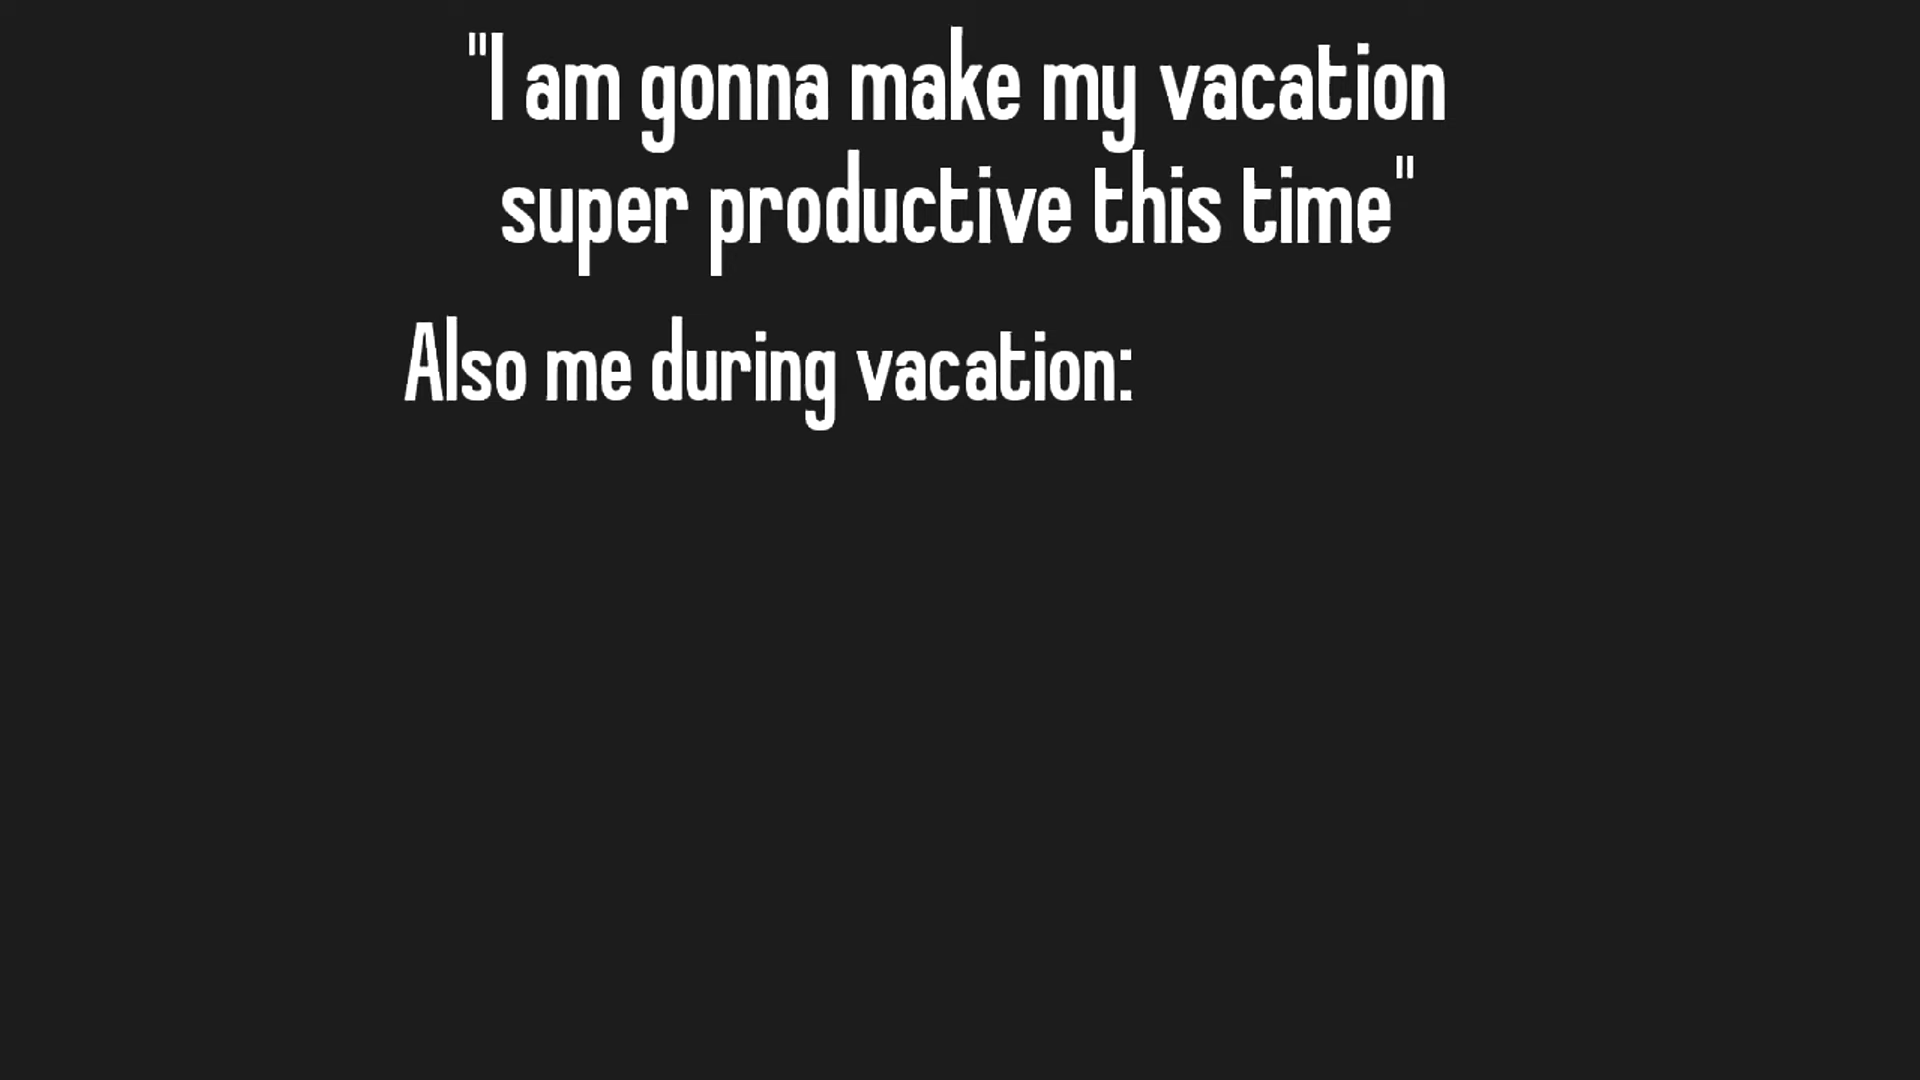 "I am gonna make my vacation
super productive this time"
Also me during vacation: